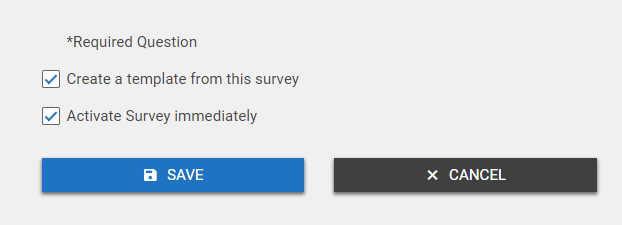 *Required Question
Create a template from this survey
Activate Survey immediately
SAVE
CANCEL